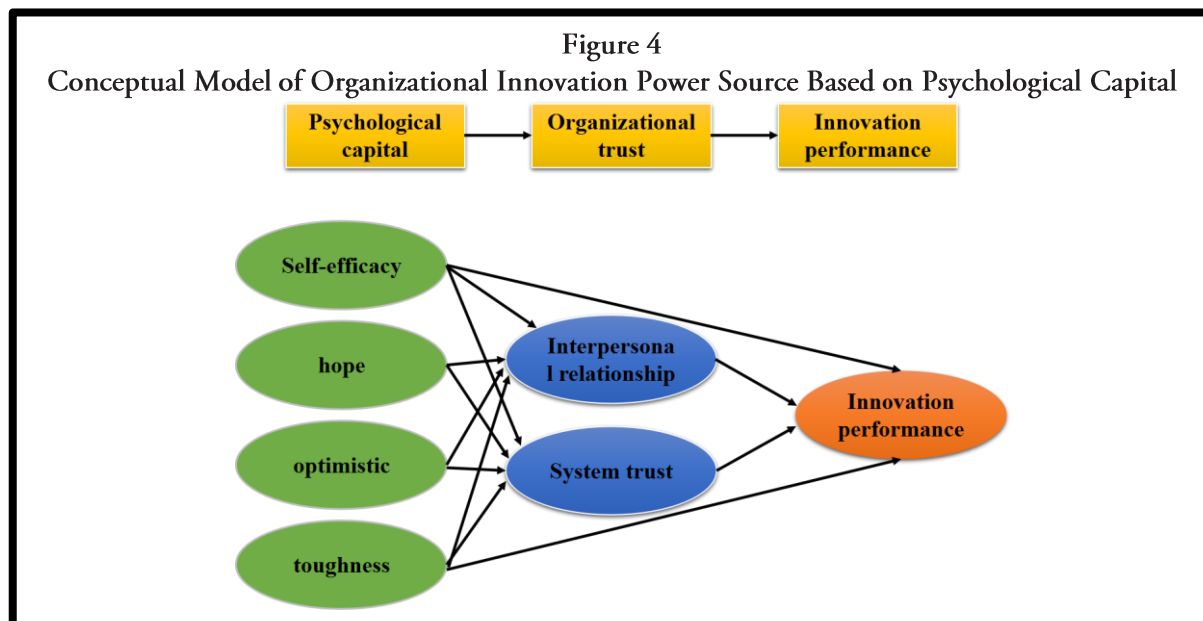 Figure 4
Conceptual Model of Organizational Innovation Power Source Based on Psychological Capital
Psychological
capital
Organizational
trust
Innovation
performance
Self-efficacy
hope
optimistic
toughness
Interpersona
l relationship
System trust
Innovation
performance